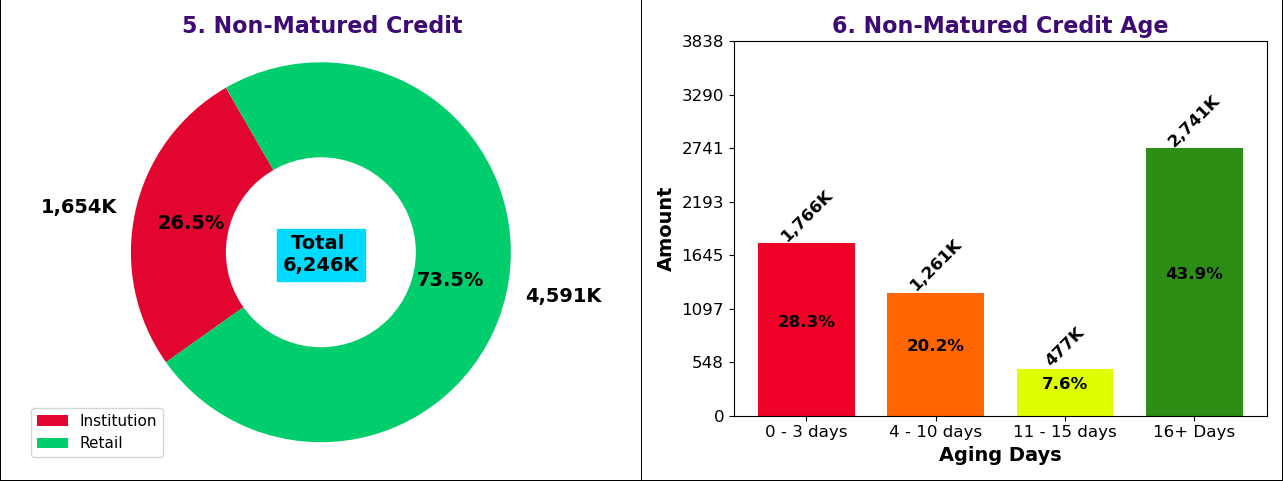 5. Non-Matured Credit
1,654K
26.5%
Total
6,246K
73.5%
4,591K
Institution
Retail
6. Non-Matured Credit Age
Amount
3838
3290
2741
2193
1645
1097
548
0
1,766K
28.3%
1,261K
20.2%
477K
7.6%
2,741K
43.9%
0 - 3 days
4 - 10 days
11 - 15 days
16+ Days
Aging Days